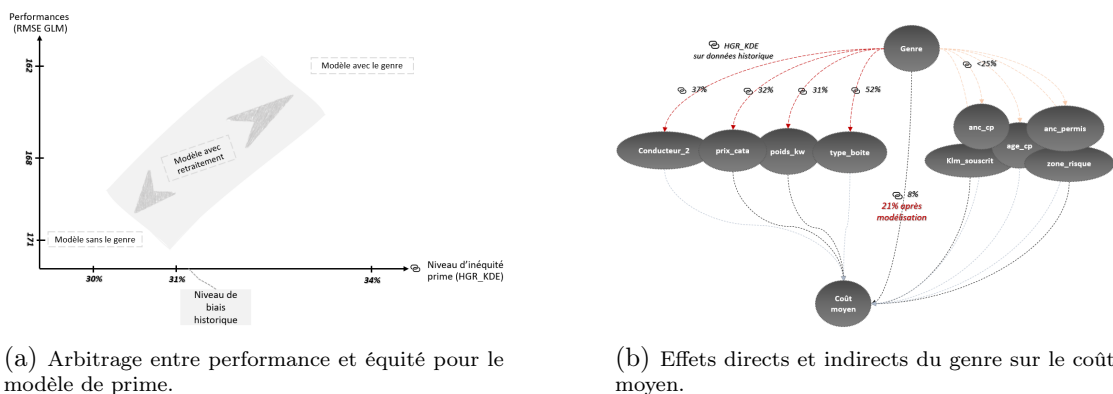 Performances
(RMSE GLM)
162
168
171
Modèle avec le genre
Modèle avec
retraitement
Modèle sans le genre
30%
31%
34%
Niveau d'inéquité
prime (HGR_KDE)
Niveau de
biais
historique
(a) Arbitrage entre performance et équité pour le
modèle de prime.
HGR_KDE
sur données historique
Genre
<25%
37%
32%
31%
52%
Conducteur_2
prix_cata
poids_kw
type_boite
anc_cp
anc_permis
age_cp
Klm_souscrit
zone_risque
8%
21% après
modélisation
Coût
moyen
(b) Effets directs et indirects du genre sur le coût
moyen.